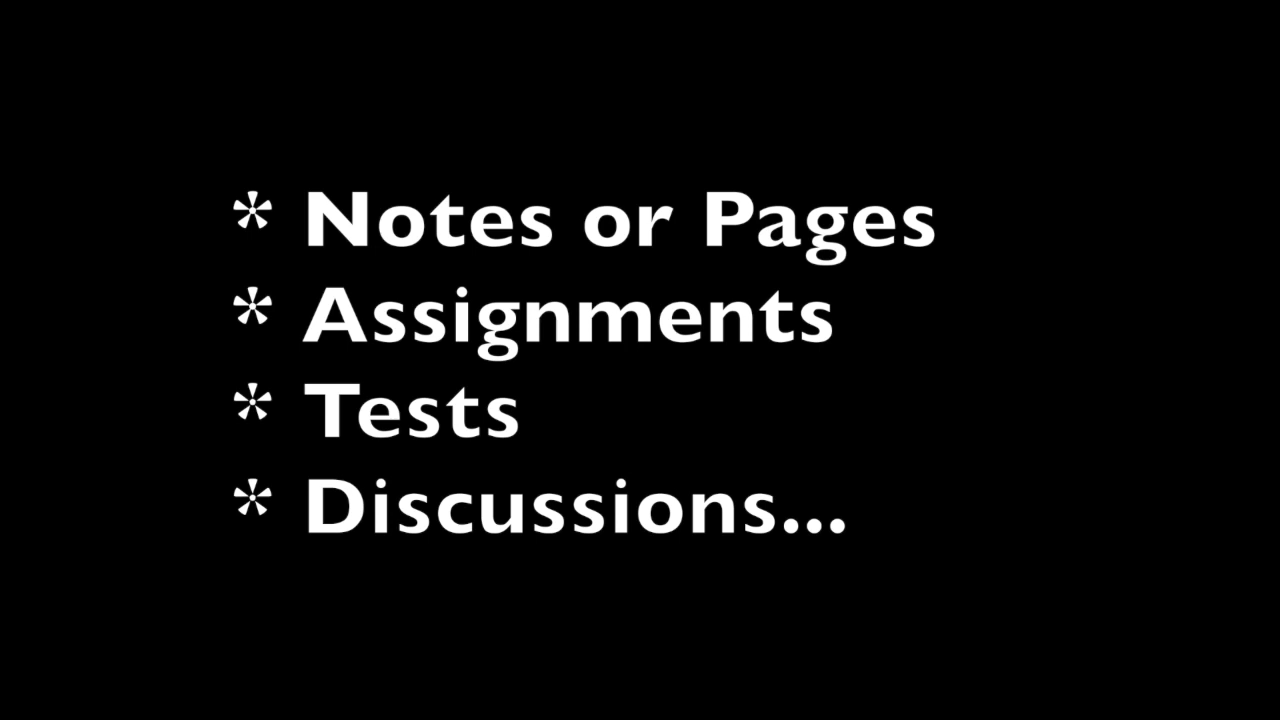 * Notes or Pages
* Assignments
* Tests
* Discussions...